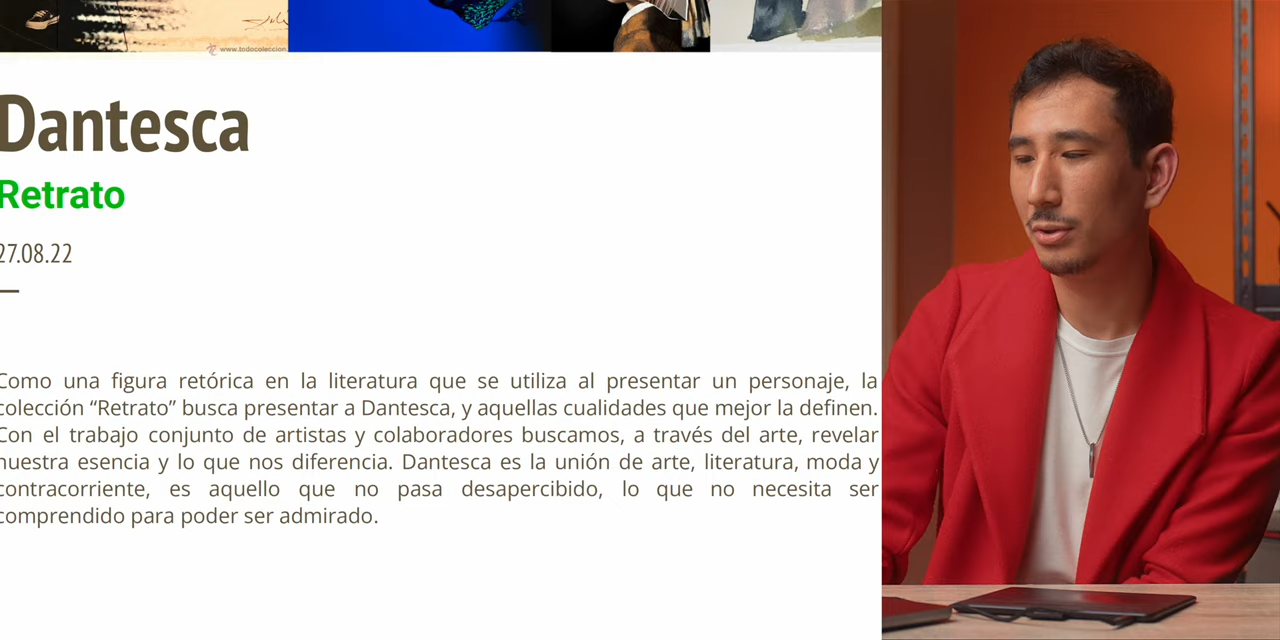 www.todocoleccion.
Dantesca
Retrato
27.08.22
Como una figura retórica en la literatura que se utiliza al presentar un personaje, la
colección “Retrato” busca presentar a Dantesca, y aquellas cualidades que mejor la definen.
Con el trabajo conjunto de artistas y colaboradores buscamos, a través del arte, revelar
nuestra esencia y lo que nos diferencia. Dantesca es la unión de arte, literatura, moda y
contracorriente, es aquello que no pasa desapercibido, lo que no necesita ser
comprendido para poder ser admirado.